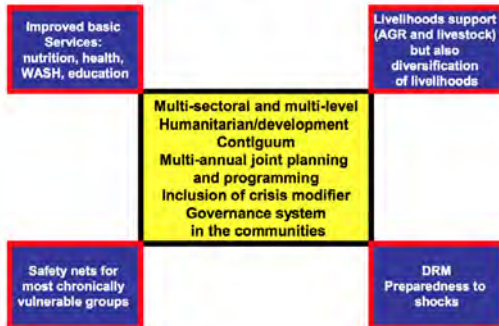 Improved basic
Services:
nutrition, health,
WASH, education
Livelihoods support
(AGR and livestock)
but also
diversification
of livelihoods
Multi-sectoral and multi-level
Humanitarian/development
Contiguum
Multi-annual joint planning
and programming
Inclusion of crisis modifier
Governance system
in the communities
Safety nets for
most chronically
vulnerable groups
DRM
Preparedness to
shocks